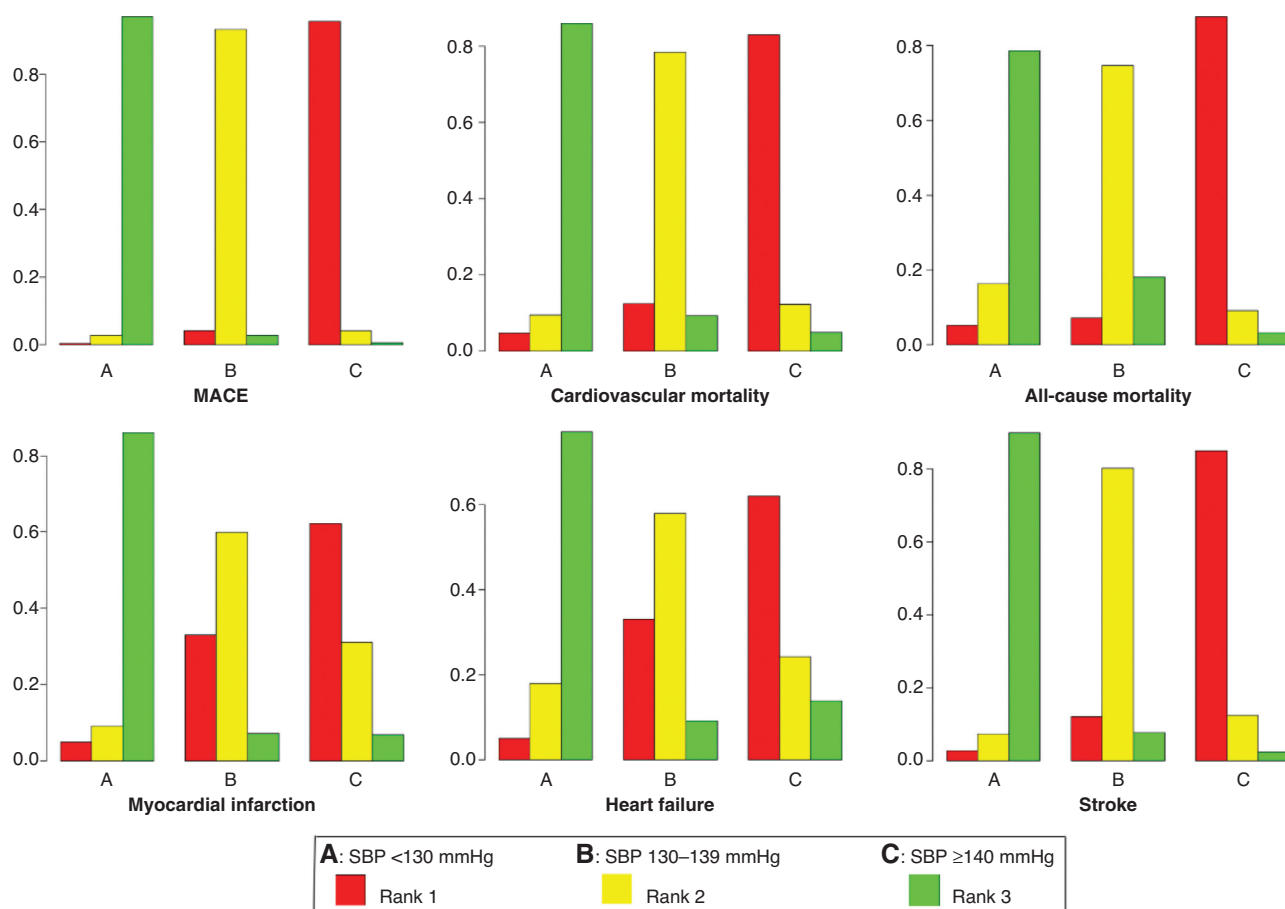 0.8
0.6
0.4
0.2
0.0
A B C
MACE
0.8
0.6
0.4
0.2
0.0
A B C
Cardiovascular mortality
0.8
0.6
0.4
0.2
0.0
A B C
All-cause mortality
0.8
0.6
0.4
0.2
0.0
A B C
Myocardial infarction
0.6
0.4
0.2
0.0
A B C
Heart failure
0.8
0.6
0.4
0.2
0.0
A B C
Stroke
A: SBP <130 mmHg B: SBP 130–139 mmHg C: SBP ≥140 mmHg
Rank 1 Rank 2 Rank 3